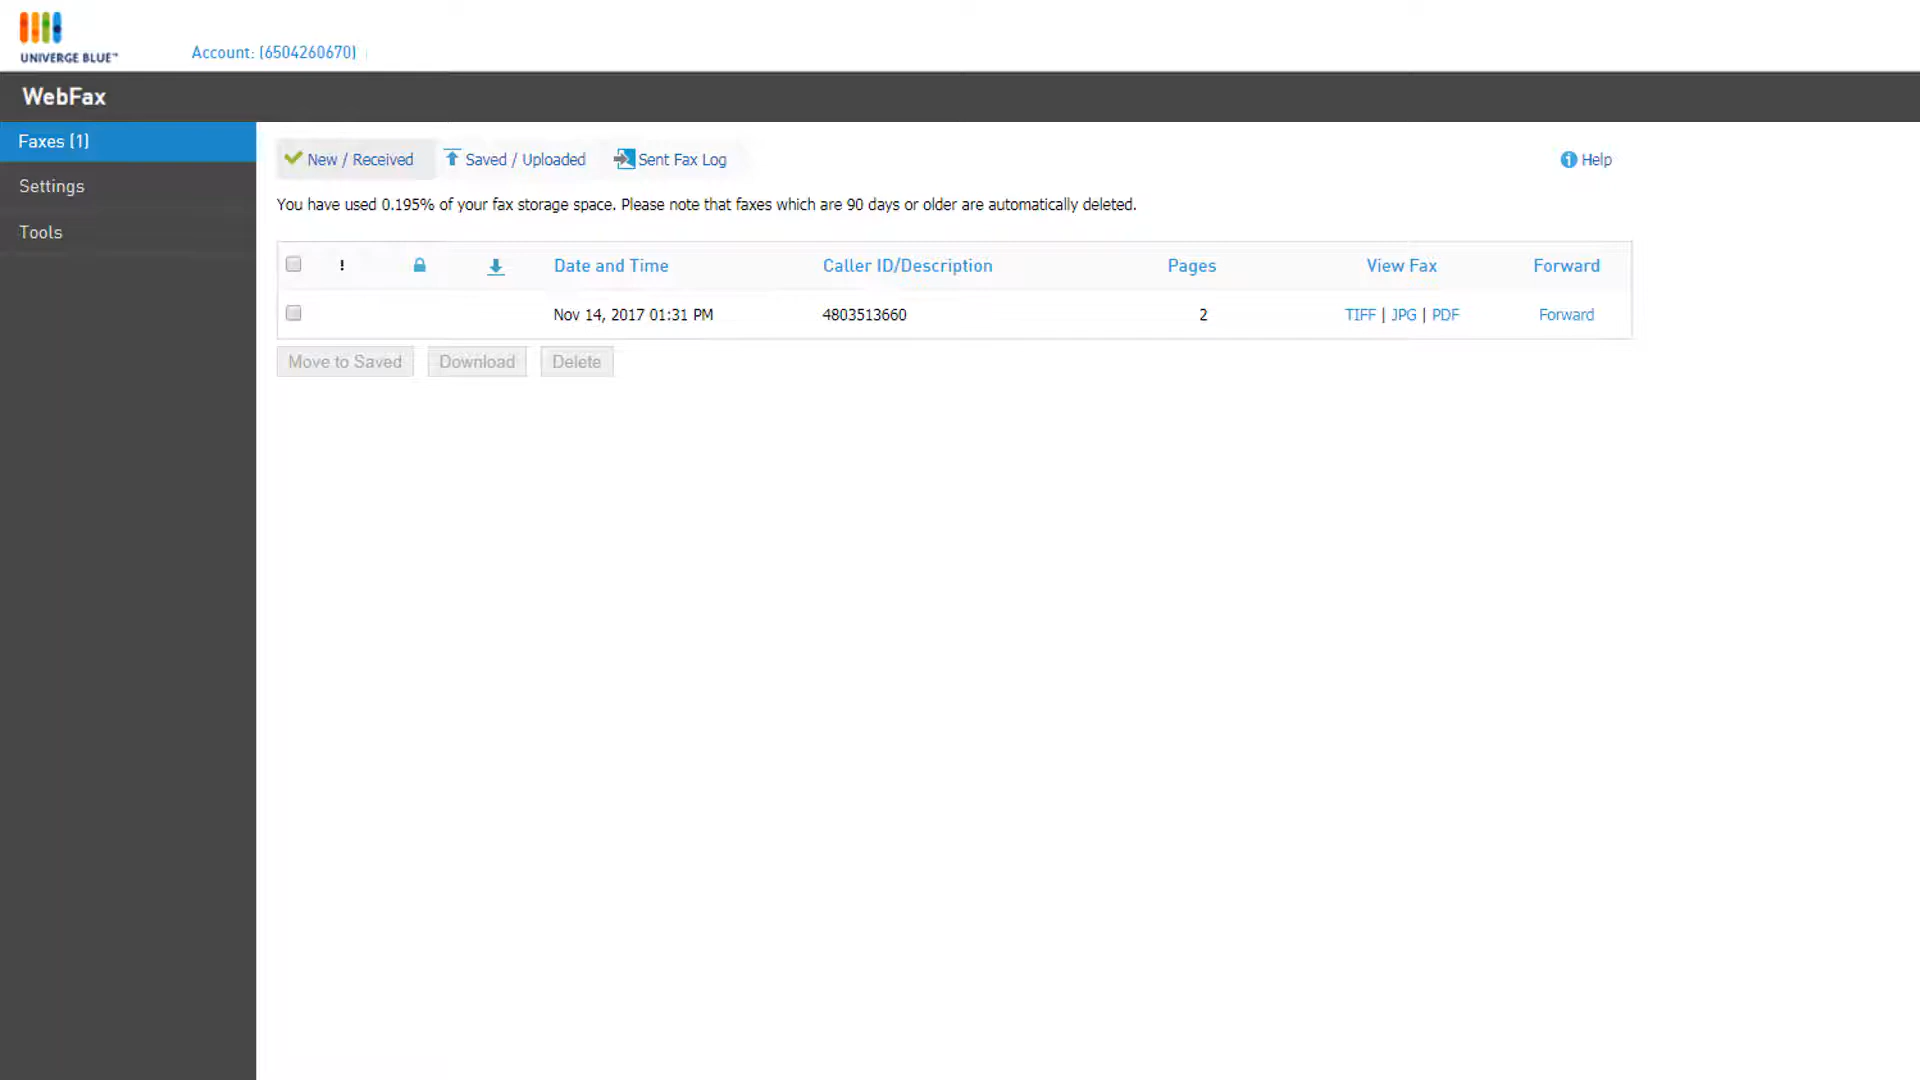 UNIVERGE BLUE™
Account: (6504260670)
WebFax
Faxes (1)
Settings
Tools
New / Received
Saved / Uploaded
Sent Fax Log
Help
You have used 0.195% of your fax storage space. Please note that faxes which are 90 days or older are automatically deleted.
! Date and Time Caller ID/Description Pages View Fax Forward
Nov 14, 2017 01:31 PM 4803513660 2 TIFF | JPG | PDF Forward
Move to Saved Download Delete